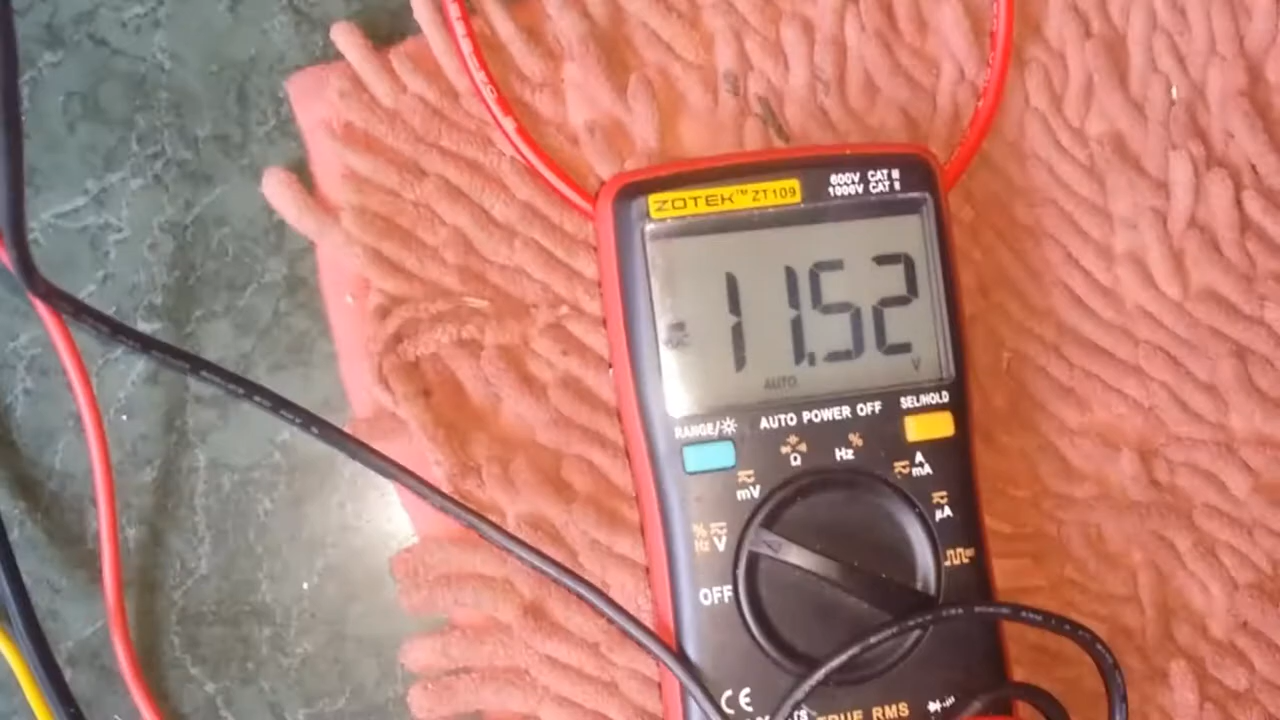 ZOTEK™ ZT109
600V CAT III
1000V CAT II
11.52
DC
AUTO
V
RANGE/
AUTO POWER OFF
SEL/HOLD
mV
Ω
Hz %
A
mA
µA
%
Hz V
OFF
CE
TRUE RMS